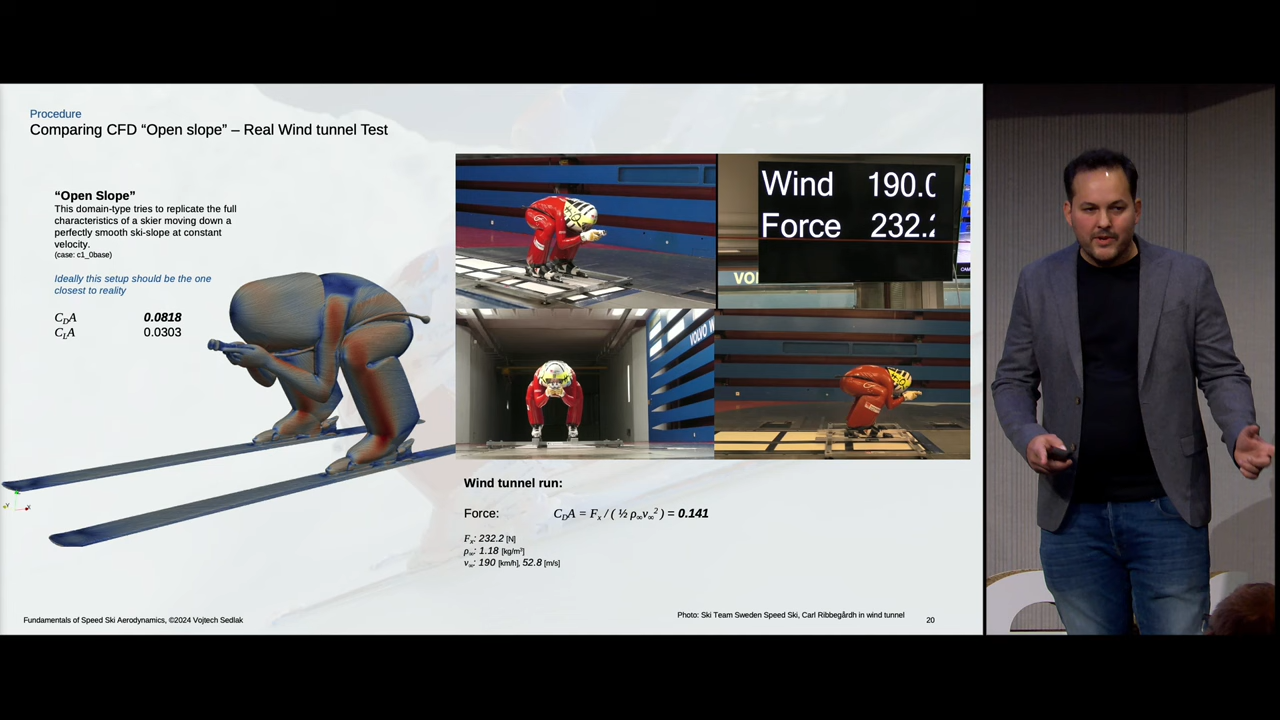 Procedure
Comparing CFD “Open slope” – Real Wind tunnel Test
“Open Slope”
This domain-type tries to replicate the full
characteristics of a skier moving down a
perfectly smooth ski-slope at constant
velocity.
(case: c1_0base)
Ideally this setup should be the one
closest to reality
CDA 0.0818
CLA 0.0303
Wind 190.0
Force 232.2
VOLVO W
Wind tunnel run:
Force: CDA = Fx / ( ½ ρ∞v∞² ) = 0.141
Fx: 232.2 [N]
ρ∞: 1.18 [kg/m³]
v∞: 190 [km/h], 52.8 [m/s]
Photo: Ski Team Sweden Speed Ski, Carl Ribbegårdh in wind tunnel
Fundamentals of Speed Ski Aerodynamics, ©2024 Vojtech Sedlak
20